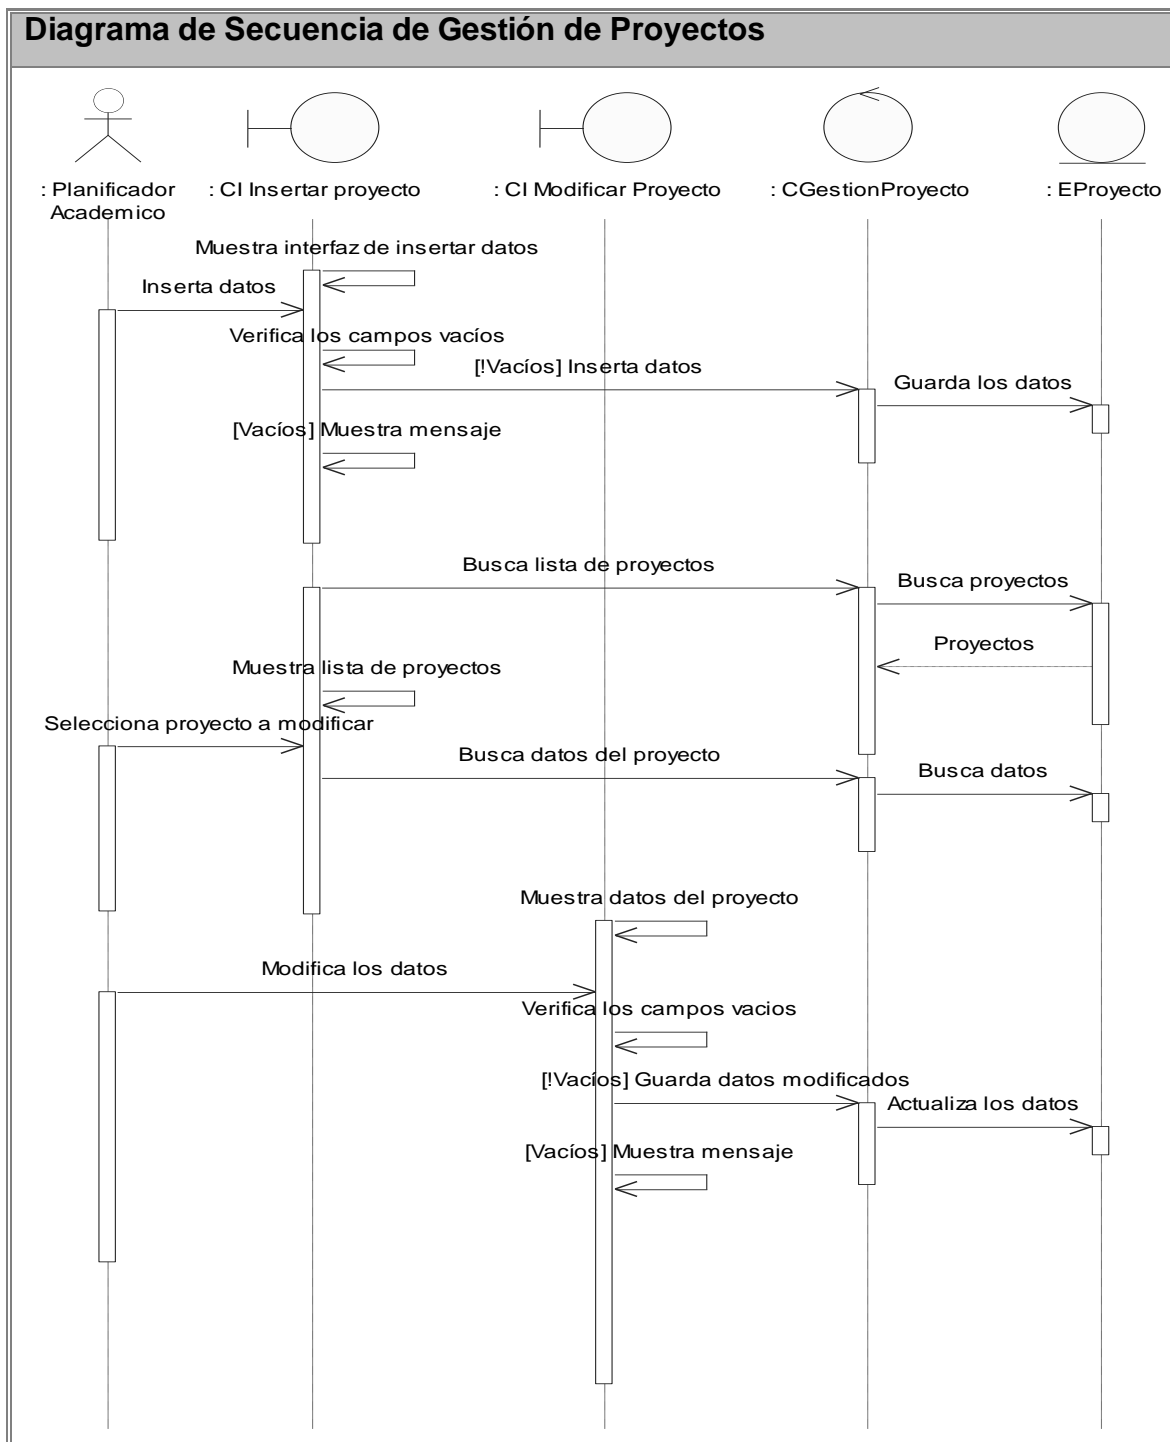 Diagrama de Secuencia de Gestión de Proyectos
: Planificador
Academico
: CI Insertar proyecto
: CI Modificar Proyecto
: CGestionProyecto
: EProyecto
Muestra interfaz de insertar datos
Inserta datos
Verifica los campos vacíos
[!Vacíos] Inserta datos
Guarda los datos
[Vacíos] Muestra mensaje
Busca lista de proyectos
Busca proyectos
Proyectos
Muestra lista de proyectos
Selecciona proyecto a modificar
Busca datos del proyecto
Busca datos
Muestra datos del proyecto
Modifica los datos
Verifica los campos vacios
[!Vacíos] Guarda datos modificados
Actualiza los datos
[Vacíos] Muestra mensaje